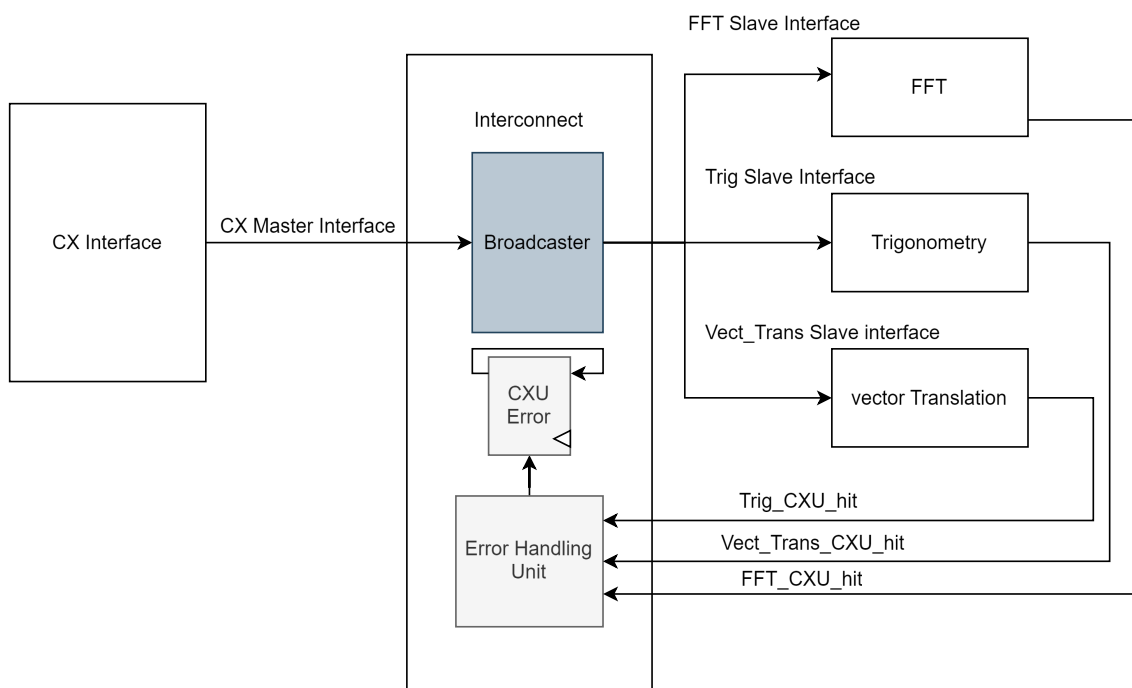 FFT Slave Interface
FFT
Interconnect
Trig Slave Interface
CX Interface
CX Master Interface
Broadcaster
Trigonometry
Vect_Trans Slave interface
CXU
Error
vector Translation
Trig_CXU_hit
Error Handling
Unit
Vect_Trans_CXU_hit
FFT_CXU_hit